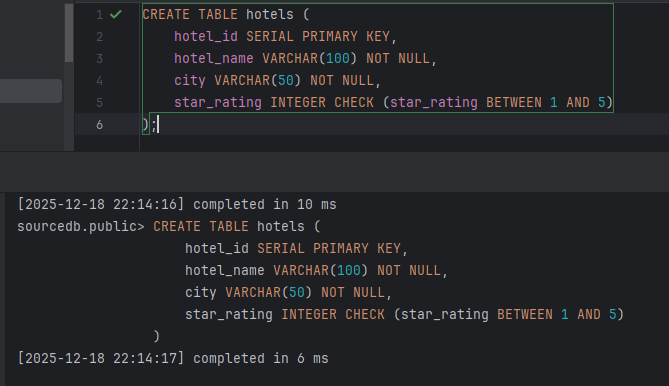 1 CREATE TABLE hotels (
2 hotel_id SERIAL PRIMARY KEY,
3 hotel_name VARCHAR(100) NOT NULL,
4 city VARCHAR(50) NOT NULL,
5 star_rating INTEGER CHECK (star_rating BETWEEN 1 AND 5)
6 );
[2025-12-18 22:14:16] completed in 10 ms
sourcedb.public> CREATE TABLE hotels (
hotel_id SERIAL PRIMARY KEY,
hotel_name VARCHAR(100) NOT NULL,
city VARCHAR(50) NOT NULL,
star_rating INTEGER CHECK (star_rating BETWEEN 1 AND 5)
)
[2025-12-18 22:14:17] completed in 6 ms